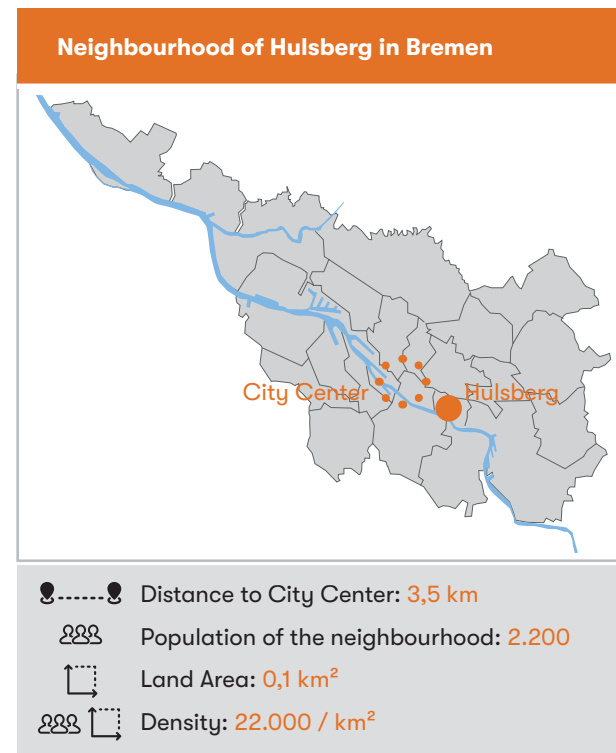 Neighbourhood of Hulsberg in Bremen
City Center
Hulsberg
Distance to City Center: 3,5 km
Population of the neighbourhood: 2.200
Land Area: 0,1 km²
Density: 22.000 / km²